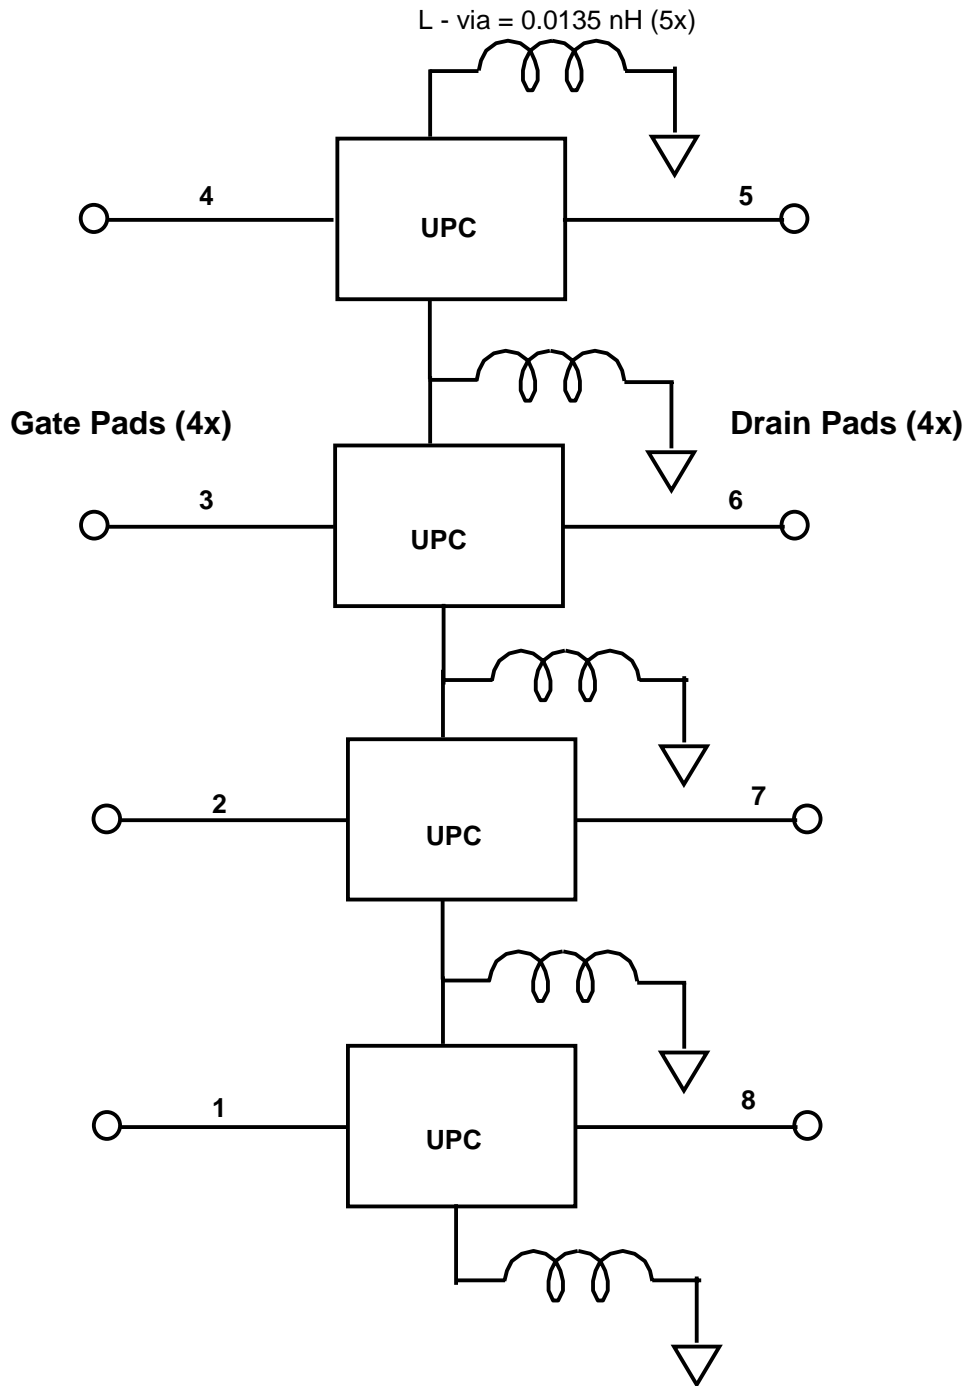 L - via = 0.0135 nH (5x)
4
5
UPC
Gate Pads (4x)
Drain Pads (4x)
3
6
UPC
2
7
UPC
1
8
UPC